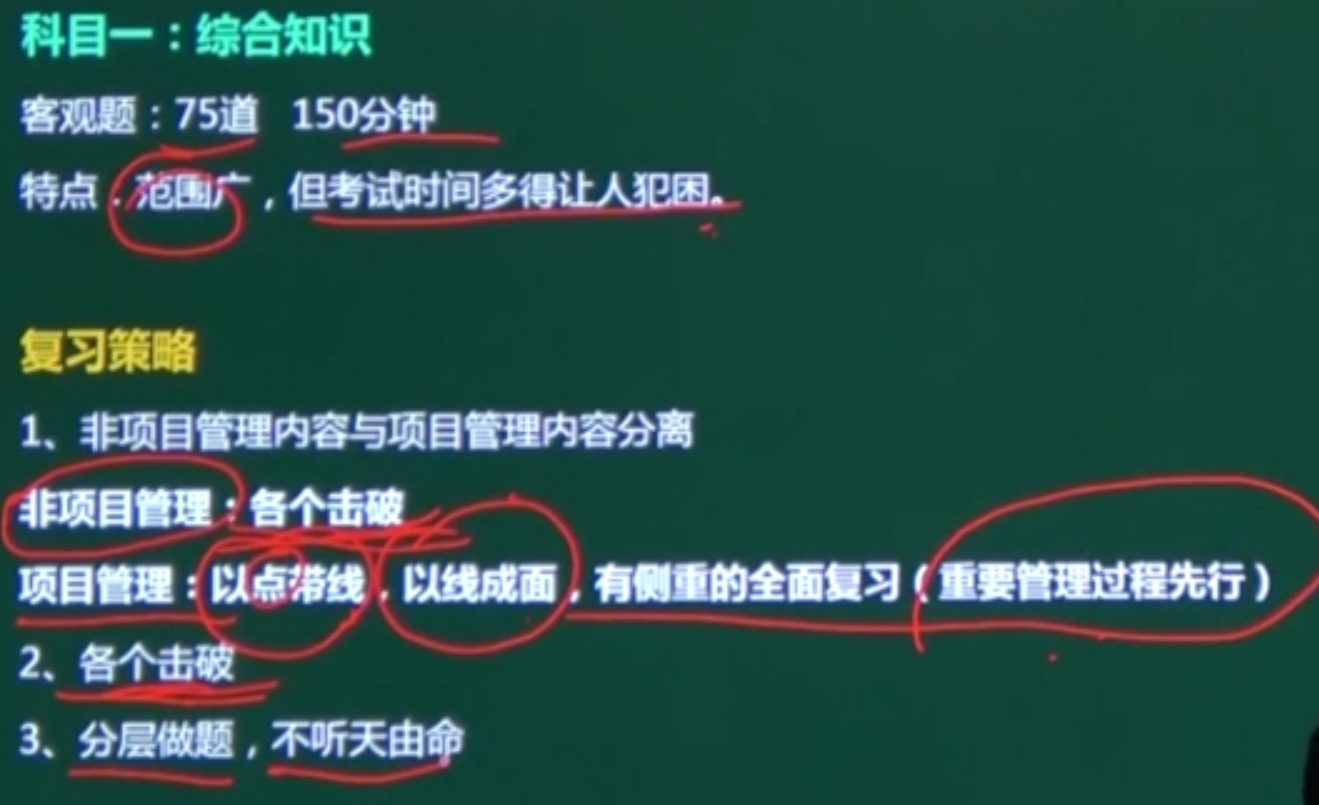 科目一：综合知识
客观题：75道 150分钟
特点：范围广，但考试时间多得让人犯困。
复习策略
1、非项目管理内容与项目管理内容分离
非项目管理：各个击破
项目管理：以点带线，以线成面，有侧重的全面复习（重要管理过程先行）
2、各个击破
3、分层做题，不听天由命